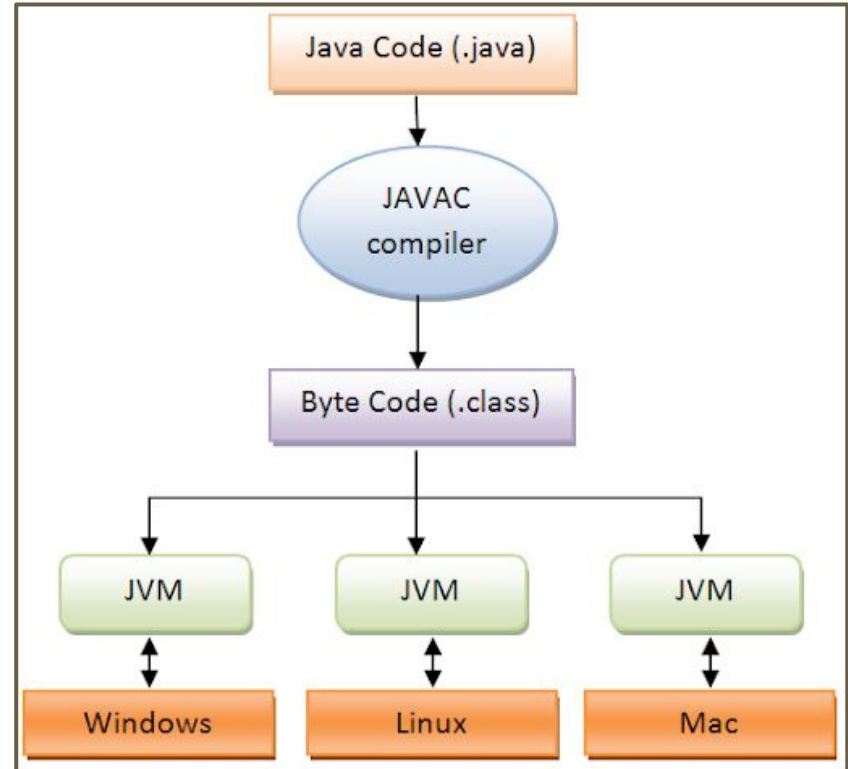 Java Code (.java)
JAVAC
compiler
Byte Code (.class)
JVM
JVM
JVM
Windows
Linux
Mac